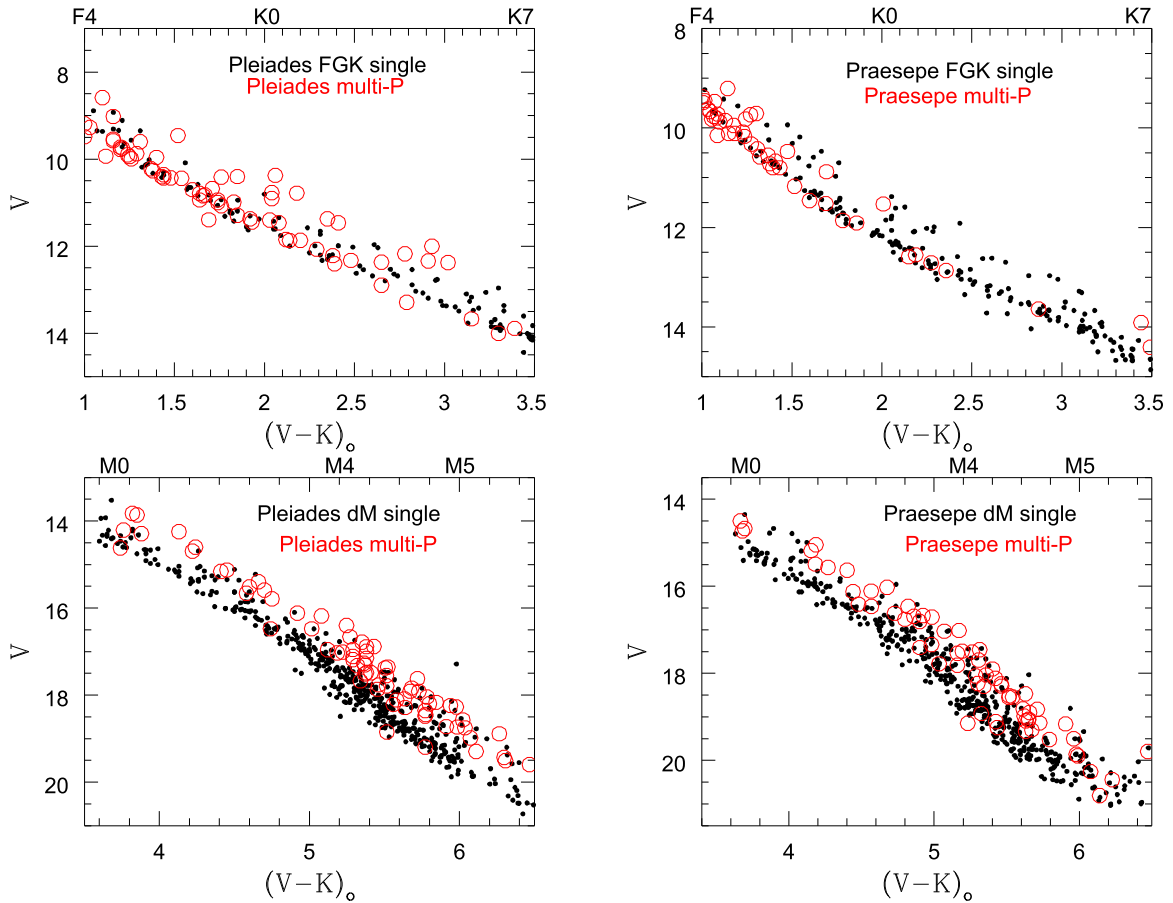 F4 K0 K7
8
10
12
14
V
Pleiades FGK single
Pleiades multi-P
1 1.5 2 2.5 3 3.5
(V−K)o
F4 K0 K7
8
10
12
14
V
Praesepe FGK single
Praesepe multi-P
1 1.5 2 2.5 3 3.5
(V−K)o
M0 M4 M5
14
16
18
20
V
Pleiades dM single
Pleiades multi-P
4 5 6
(V−K)o
M0 M4 M5
14
16
18
20
V
Praesepe dM single
Praesepe multi-P
4 5 6
(V−K)o